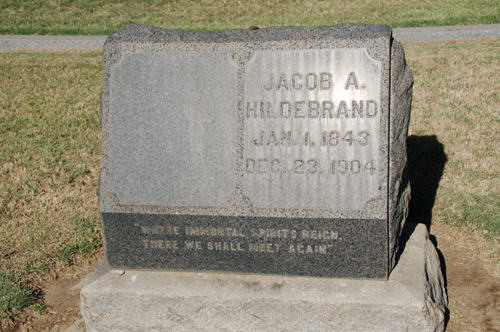 JACOB A.
HILDEBRAND
JAN. 1, 1843
DEC. 23, 1904
"WHERE IMMORTAL SPIRITS REIGN,
THERE WE SHALL MEET AGAIN"